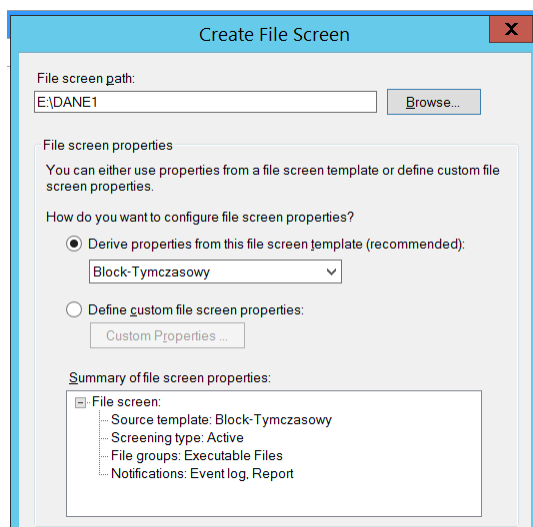 Create File Screen
X
File screen path:
E:\DANE1
Browse...
File screen properties
You can either use properties from a file screen template or define custom file
screen properties.
How do you want to configure file screen properties?
Derive properties from this file screen template (recommended):
Block-Tymczasowy
Define custom file screen properties:
Custom Properties ...
Summary of file screen properties:
File screen:
Source template: Block-Tymczasowy
Screening type: Active
File groups: Executable Files
Notifications: Event log, Report